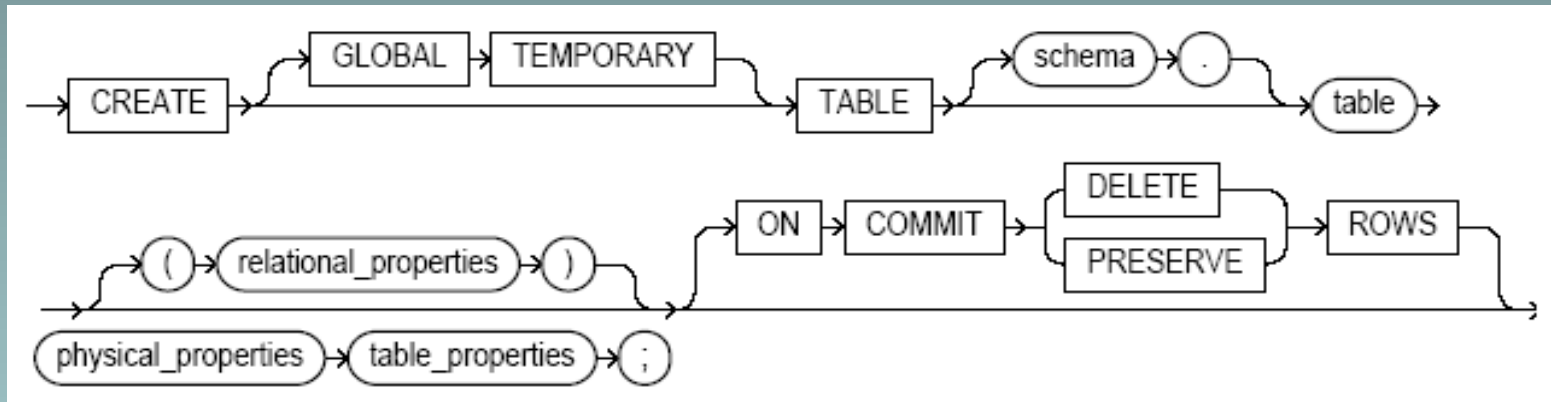 CREATE GLOBAL TEMPORARY TABLE schema . table
( relational_properties ) ON COMMIT DELETE PRESERVE ROWS
physical_properties table_properties ;